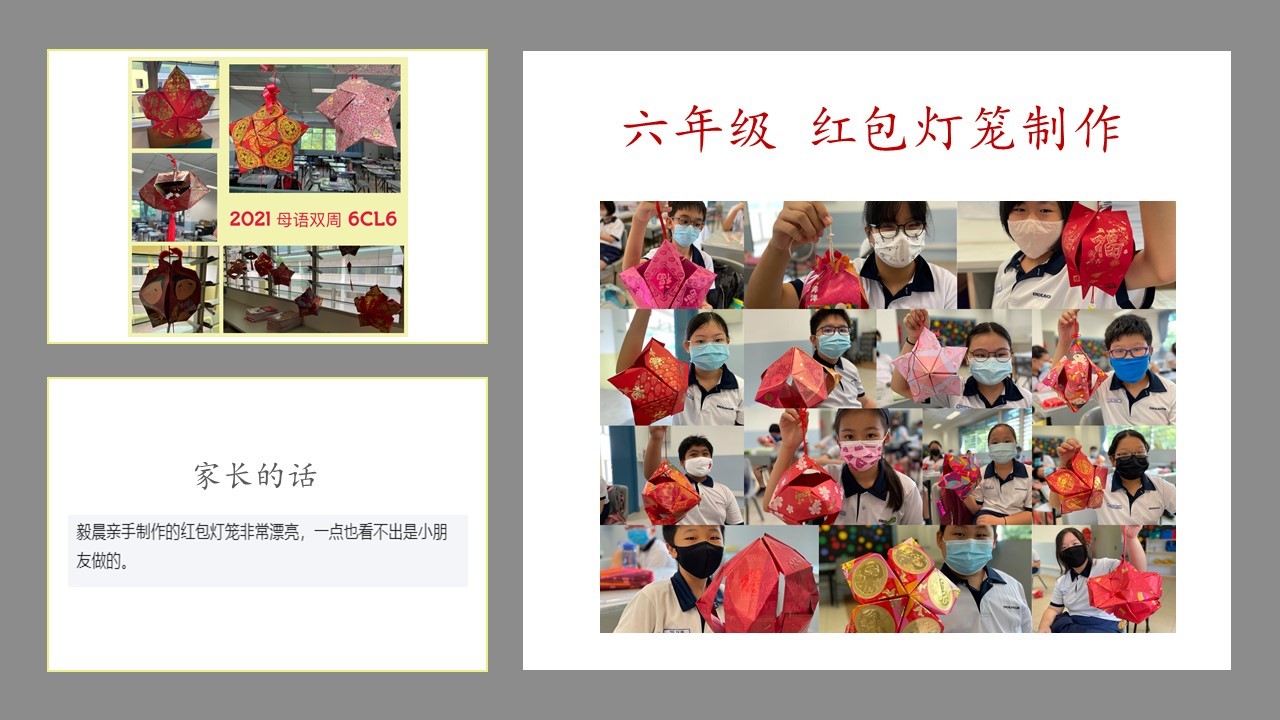 2021 母语双周 6CL6
家长的话
毅晨亲手制作的红包灯笼非常漂亮，一点也看不出是小朋
友做的。
六年级 红包灯笼制作
福